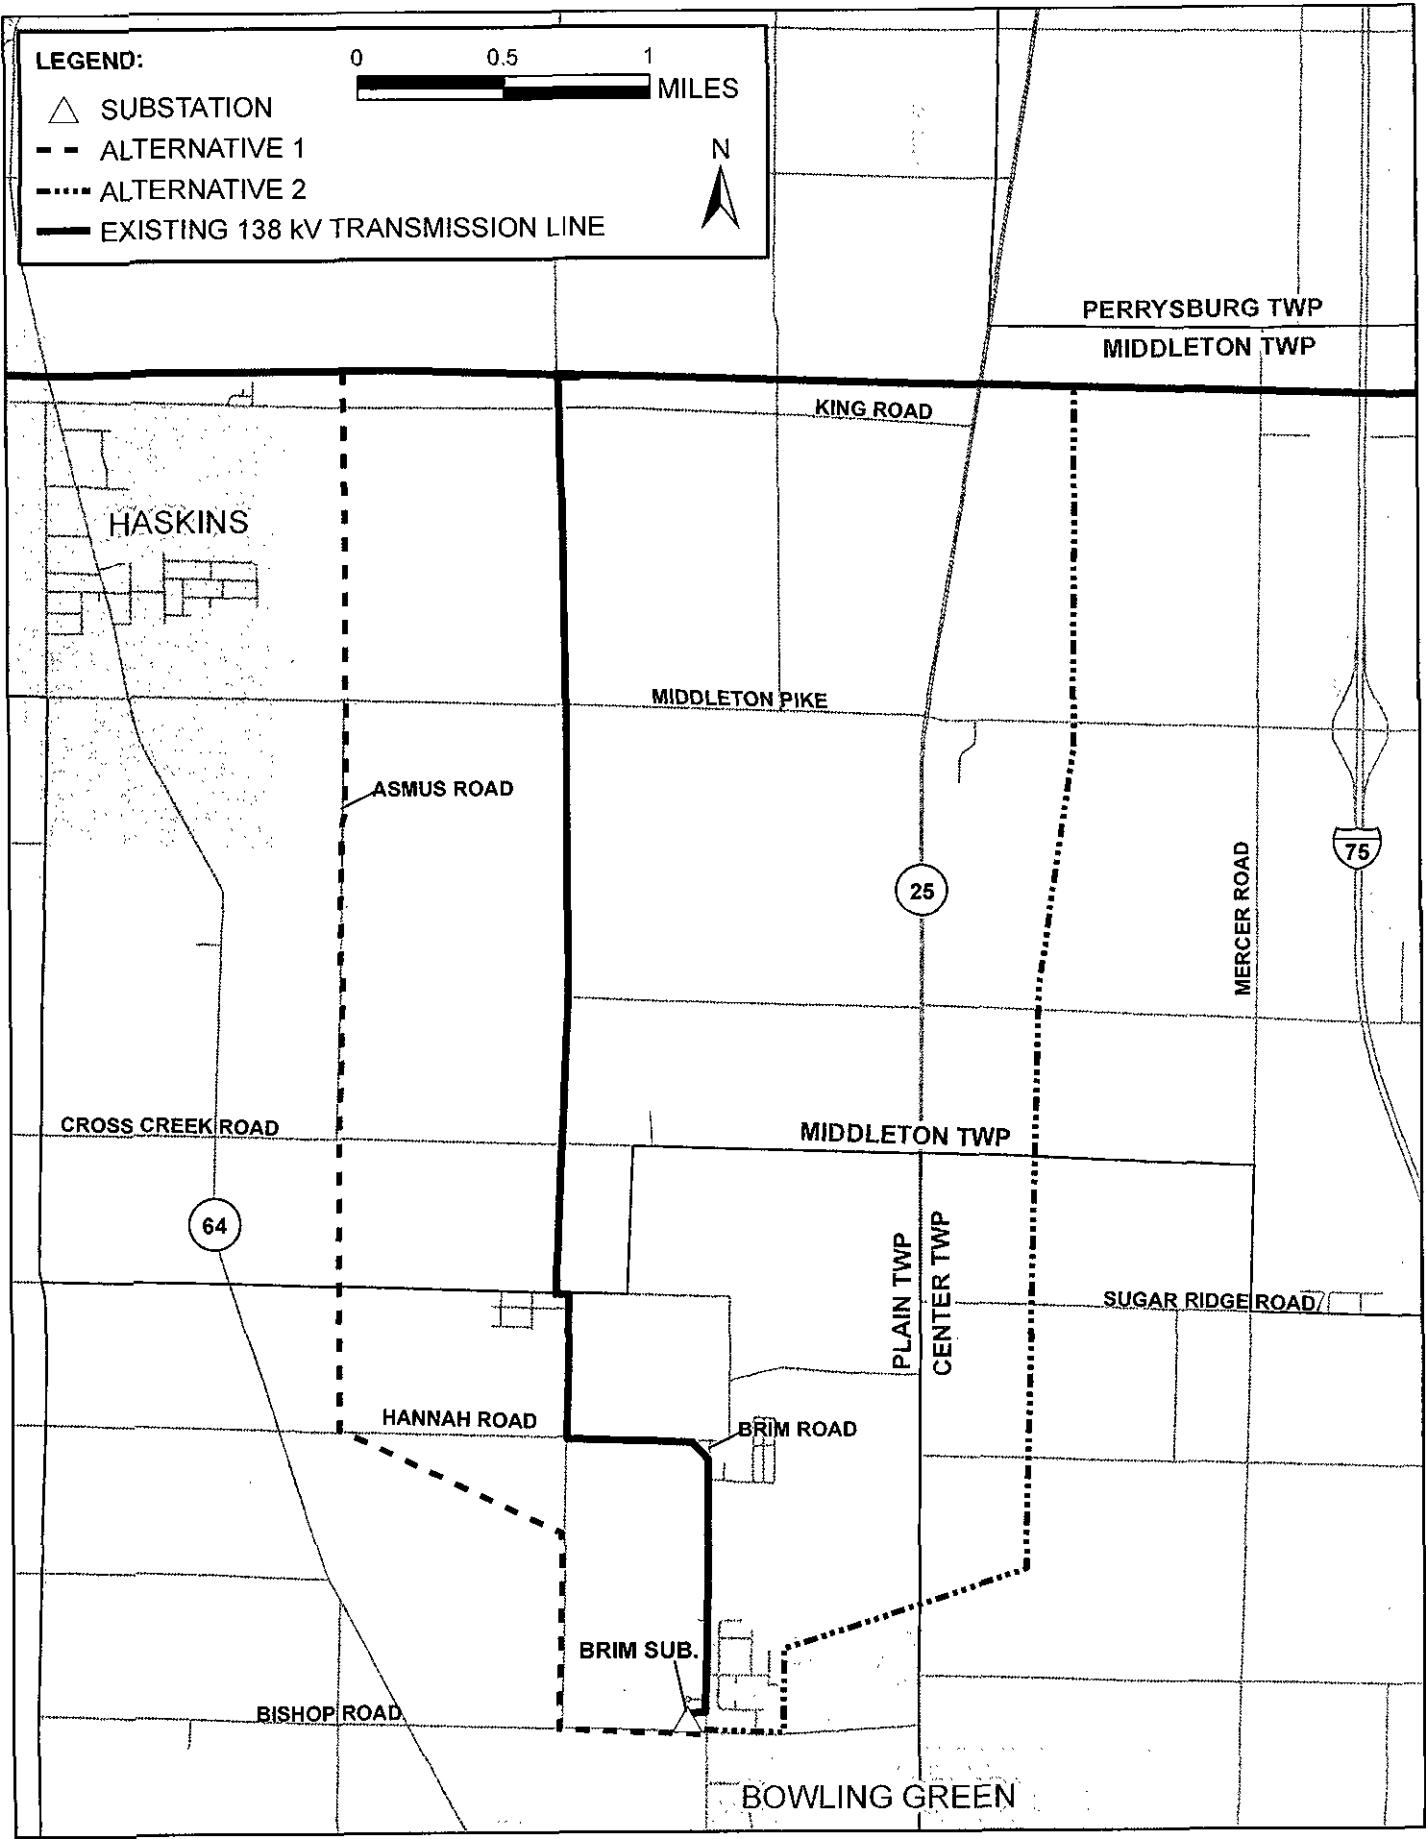 LEGEND:
0 0.5 1
MILES
SUBSTATION
ALTERNATIVE 1
ALTERNATIVE 2
EXISTING 138 kV TRANSMISSION LINE
N
PERRYSBURG TWP
MIDDLETON TWP
KING ROAD
HASKINS
MIDDLETON PIKE
ASMUS ROAD
75
25
MERCER ROAD
CROSS CREEK ROAD
MIDDLETON TWP
64
PLAIN TWP
CENTER TWP
SUGAR RIDGE ROAD
HANNAH ROAD
BRIM ROAD
BRIM SUB.
BISHOP ROAD
BOWLING GREEN